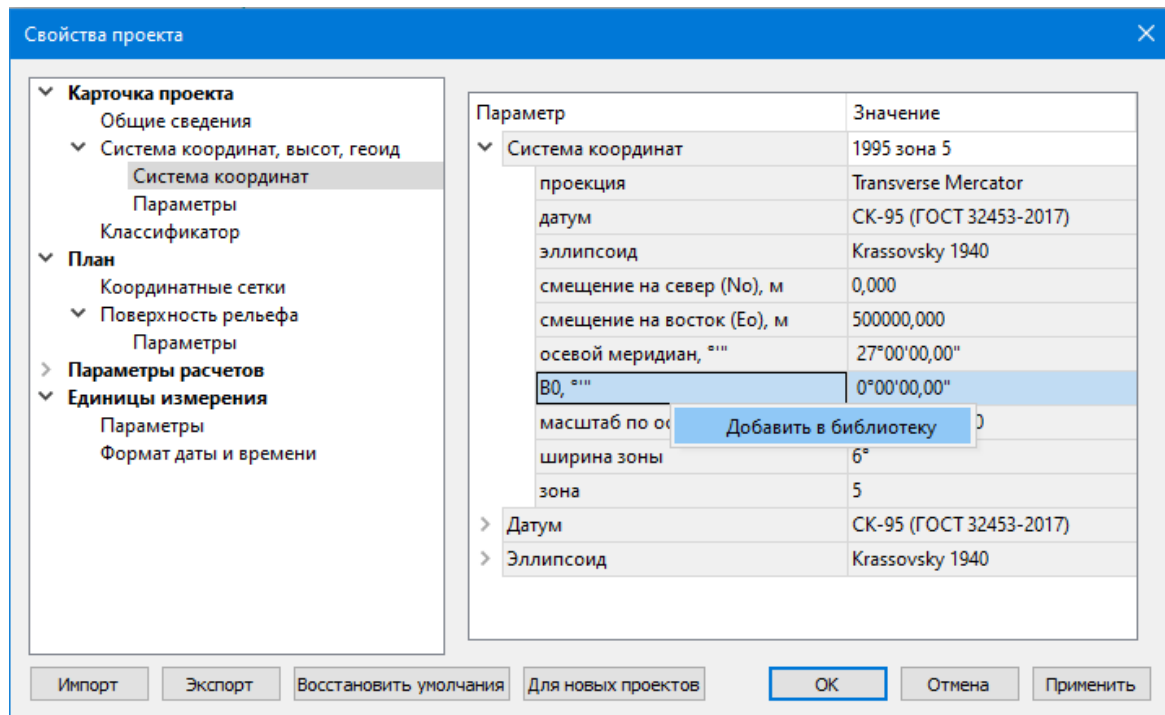 Свойства проекта
Карточка проекта
Общие сведения
Система координат, высот, геоид
Система координат
Параметры
Классификатор
План
Координатные сетки
Поверхность рельефа
Параметры
Параметры расчетов
Единицы измерения
Параметры
Формат даты и времени
Параметр Значение
Система координат 1995 зона 5
проекция Transverse Mercator
датум СК-95 (ГОСТ 32453-2017)
эллипсоид Krassovsky 1940
смещение на север (No), м 0,000
смещение на восток (Eo), м 500000,000
осевой меридиан, °'" 27°00'00,00"
B0, °'" 0°00'00,00"
масштаб по
Добавить в библиотеку
ширина зоны 6°
зона 5
Датум СК-95 (ГОСТ 32453-2017)
Эллипсоид Krassovsky 1940
Импорт Экспорт Восстановить умолчания Для новых проектов OK Отмена Применить